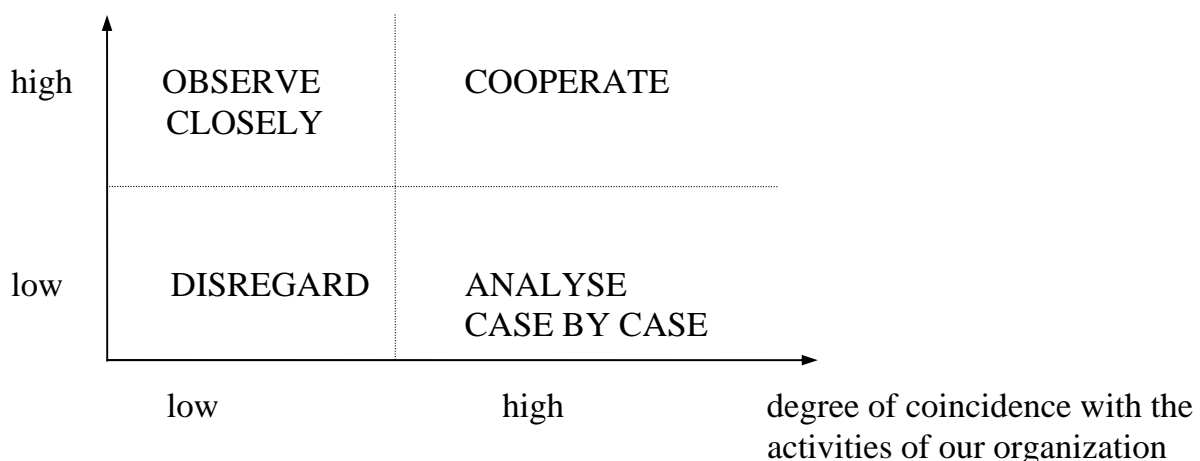 high
OBSERVE
CLOSELY
COOPERATE
low
DISREGARD
ANALYSE
CASE BY CASE
low
high
degree of coincidence with the
activities of our organization